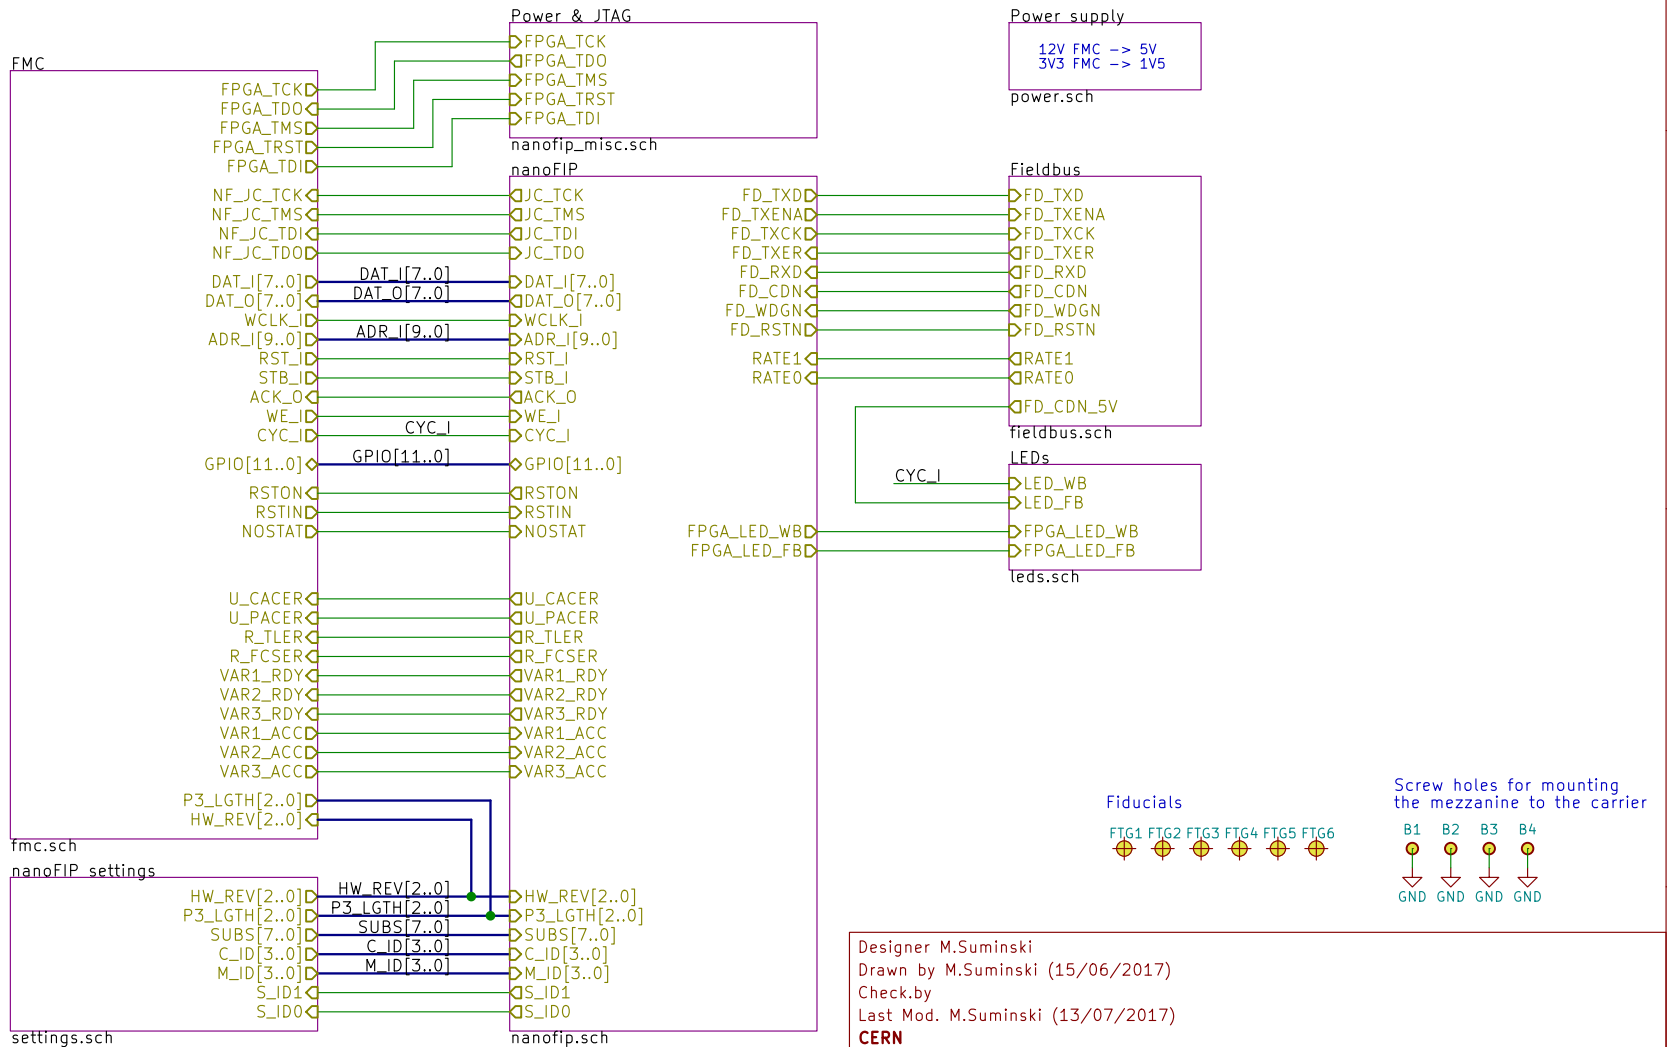 FMC
FPGA_TCK
FPGA_TDO
FPGA_TMS
FPGA_TRST
FPGA_TDI
NF_JC_TCK
NF_JC_TMS
NF_JC_TDI
NF_JC_TDO
DAT_I[7..0]
DAT_O[7..0]
WCLK_I
ADR_I[9..0]
RST_I
STB_I
ACK_O
WE_I
CYC_I
GPIO[11..0]
RSTON
RSTIN
NOSTAT
U_CACER
U_PACER
R_TLER
R_FCSER
VAR1_RDY
VAR2_RDY
VAR3_RDY
VAR1_ACC
VAR2_ACC
VAR3_ACC
P3_LGTH[2..0]
HW_REV[2..0]
fmc.sch
nanoFIP settings
HW_REV[2..0]
P3_LGTH[2..0]
SUBS[7..0]
C_ID[3..0]
M_ID[3..0]
S_ID1
S_ID0
settings.sch
DAT_I[7..0]
DAT_O[7..0]
ADR_I[9..0]
CYC_I
GPIO[11..0]
HW_REV[2..0]
P3_LGTH[2..0]
SUBS[7..0]
C_ID[3..0]
M_ID[3..0]
Power & JTAG
FPGA_TCK
FPGA_TDO
FPGA_TMS
FPGA_TRST
FPGA_TDI
nanofip_misc.sch
nanoFIP
JC_TCK
JC_TMS
JC_TDI
JC_TDO
DAT_I[7..0]
DAT_O[7..0]
WCLK_I
ADR_I[9..0]
RST_I
STB_I
ACK_O
WE_I
CYC_I
GPIO[11..0]
RSTON
RSTIN
NOSTAT
U_CACER
U_PACER
R_TLER
R_FCSER
VAR1_RDY
VAR2_RDY
VAR3_RDY
VAR1_ACC
VAR2_ACC
VAR3_ACC
HW_REV[2..0]
P3_LGTH[2..0]
SUBS[7..0]
C_ID[3..0]
M_ID[3..0]
S_ID1
S_ID0
nanofip.sch
FD_TXD
FD_TXENA
FD_TXCK
FD_TXER
FD_RXD
FD_CDN
FD_WDGN
FD_RSTN
RATE1
RATE0
FPGA_LED_WB
FPGA_LED_FB
Power supply
12V FMC -> 5V
3V3 FMC -> 1V5
power.sch
Fieldbus
FD_TXD
FD_TXENA
FD_TXCK
FD_TXER
FD_RXD
FD_CDN
FD_WDGN
FD_RSTN
RATE1
RATE0
FD_CDN_5V
fieldbus.sch
LEDs
CYC_I
LED_WB
LED_FB
FPGA_LED_WB
FPGA_LED_FB
leds.sch
Fiducials
FTG1 FTG2 FTG3 FTG4 FTG5 FTG6
Screw holes for mounting
the mezzanine to the carrier
B1 B2 B3 B4
GND GND GND GND
Designer M.Suminski
Drawn by M.Suminski (15/06/2017)
Check.by
Last Mod. M.Suminski (13/07/2017)
CERN